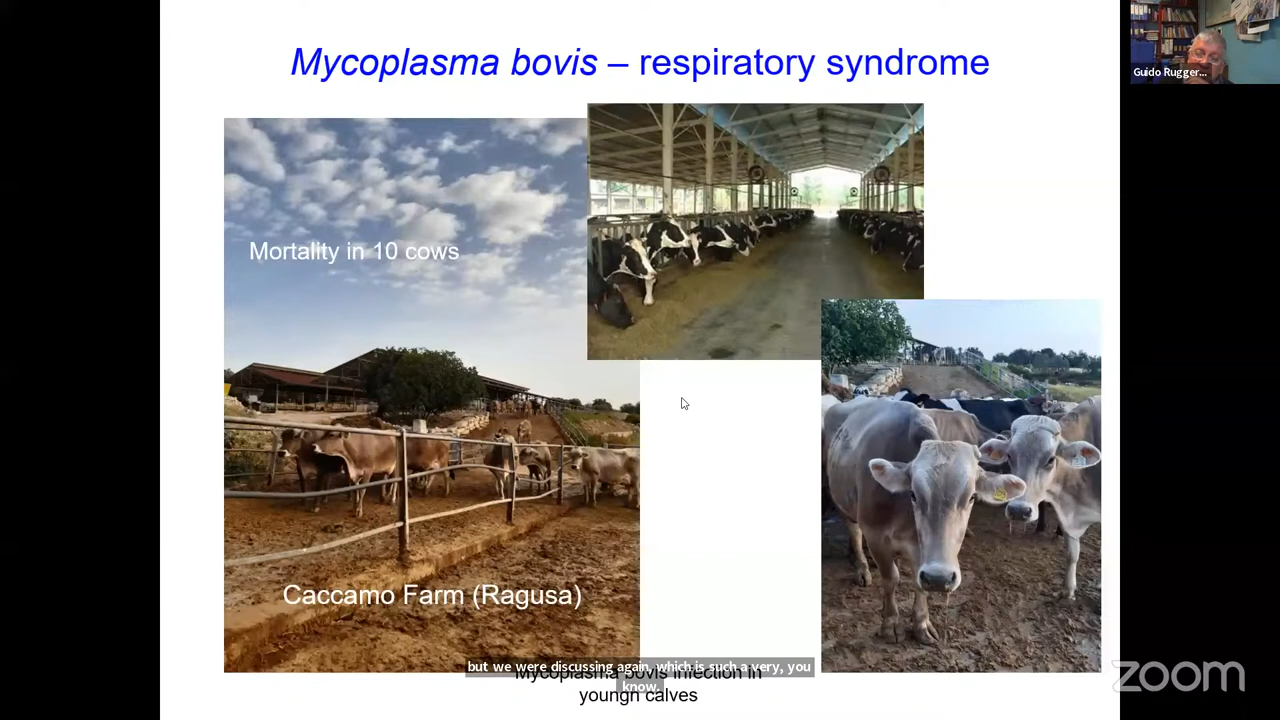 Mycoplasma bovis – respiratory syndrome
Guido Rugger...
Mortality in 10 cows
Caccamo Farm (Ragusa)
but we were discussing again, which is such a very, you
know,
Mycoplasma bovis infection in
youngn calves
zoom